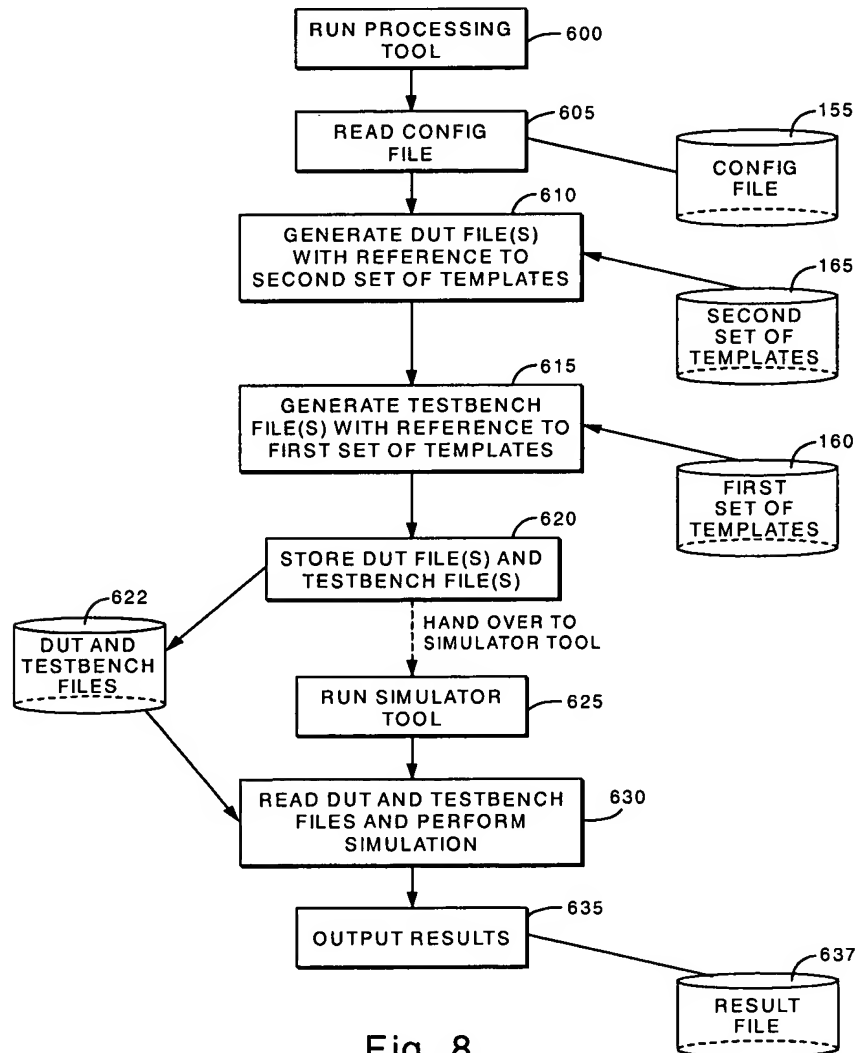 RUN PROCESSING
TOOL
600
605
READ CONFIG
FILE
155
CONFIG
FILE
610
GENERATE DUT FILE(S)
WITH REFERENCE TO
SECOND SET OF TEMPLATES
165
SECOND
SET OF
TEMPLATES
615
GENERATE TESTBENCH
FILE(S) WITH REFERENCE TO
FIRST SET OF TEMPLATES
160
FIRST
SET OF
TEMPLATES
620
STORE DUT FILE(S) AND
TESTBENCH FILE(S)
622
DUT AND
TESTBENCH
FILES
HAND OVER TO
SIMULATOR TOOL
RUN SIMULATOR
TOOL
625
READ DUT AND TESTBENCH
FILES AND PERFORM
SIMULATION
630
635
OUTPUT RESULTS
637
RESULT
FILE
Fig. 8